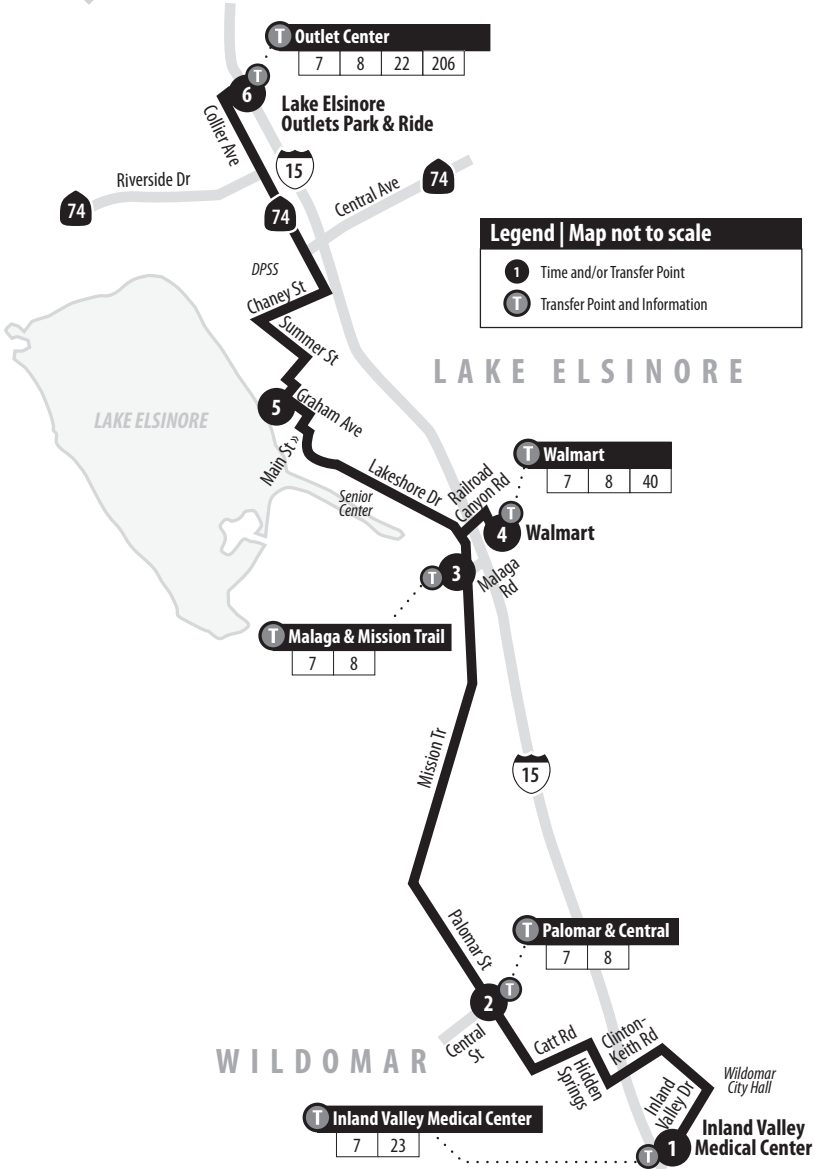 T Outlet Center
7 8 22 206
T
6
Lake Elsinore
Outlets Park & Ride
Collier Ave
15
Riverside Dr
74
74
Central Ave
74
Legend | Map not to scale
1 Time and/or Transfer Point
T Transfer Point and Information
DPSS
Chaney St
Summer St
LAKE ELSINORE
5
Graham Ave
LAKE ELSINORE
Main St »
Lakeshore Dr
Senior
Center
Railroad
Canyon Rd
T Walmart
7 8 40
T
4
Walmart
T
3
Malaga
Rd
T Malaga & Mission Trail
7 8
Mission Tr
15
Palomar St
T Palomar & Central
7 8
T
2
Central
St
WILDOMAR
Catt Rd
Hidden
Springs
Clinton-
Keith Rd
Wildomar
City Hall
Inland
Valley Dr
T Inland Valley Medical Center
7 23
T
1
Inland Valley
Medical Center